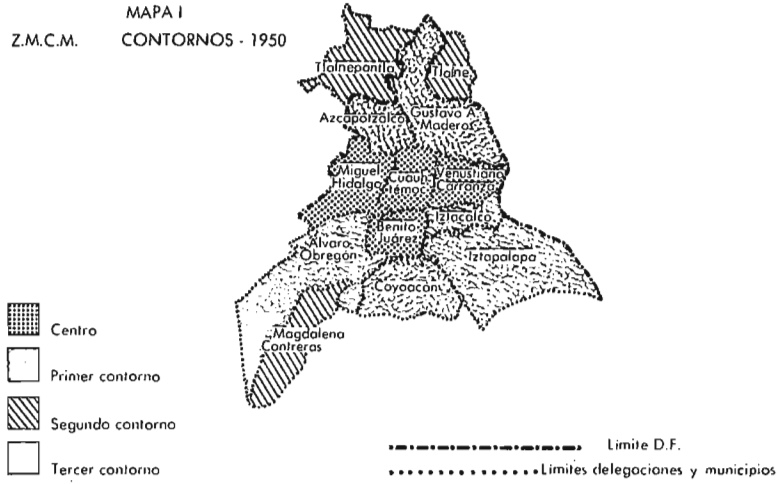 MAPA I
Z.M.C.M. CONTORNOS - 1950
Tlalnepantla
Tlalne.
Azcapotzalco
Gustavo A.
Madero
Miguel
Hidalgo
Cuauh
témoc
Venustiano
Carranza
Benito
Juárez
Iztacalco
Alvaro
Obregón
Iztapalapa
Coyoacán
Magdalena
Contreras
Centro
Primer contorno
Segundo contorno
Tercer contorno
Limite D.F.
Límites delegaciones y municipios